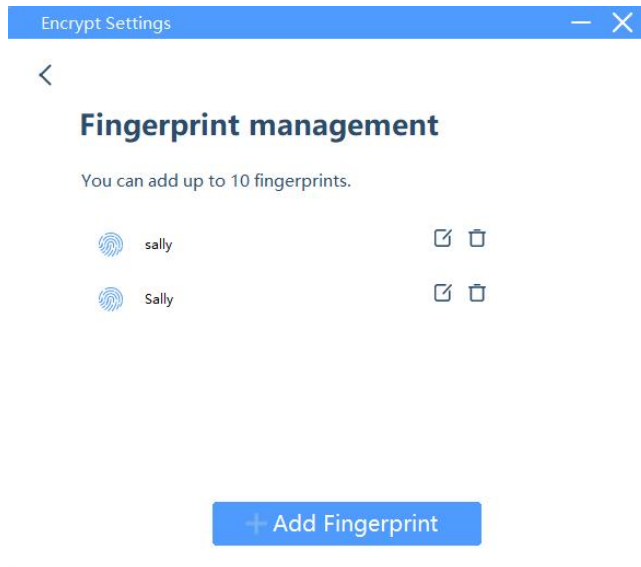 Encrypt Settings
Fingerprint management
You can add up to 10 fingerprints.
sally
Sally
Add Fingerprint